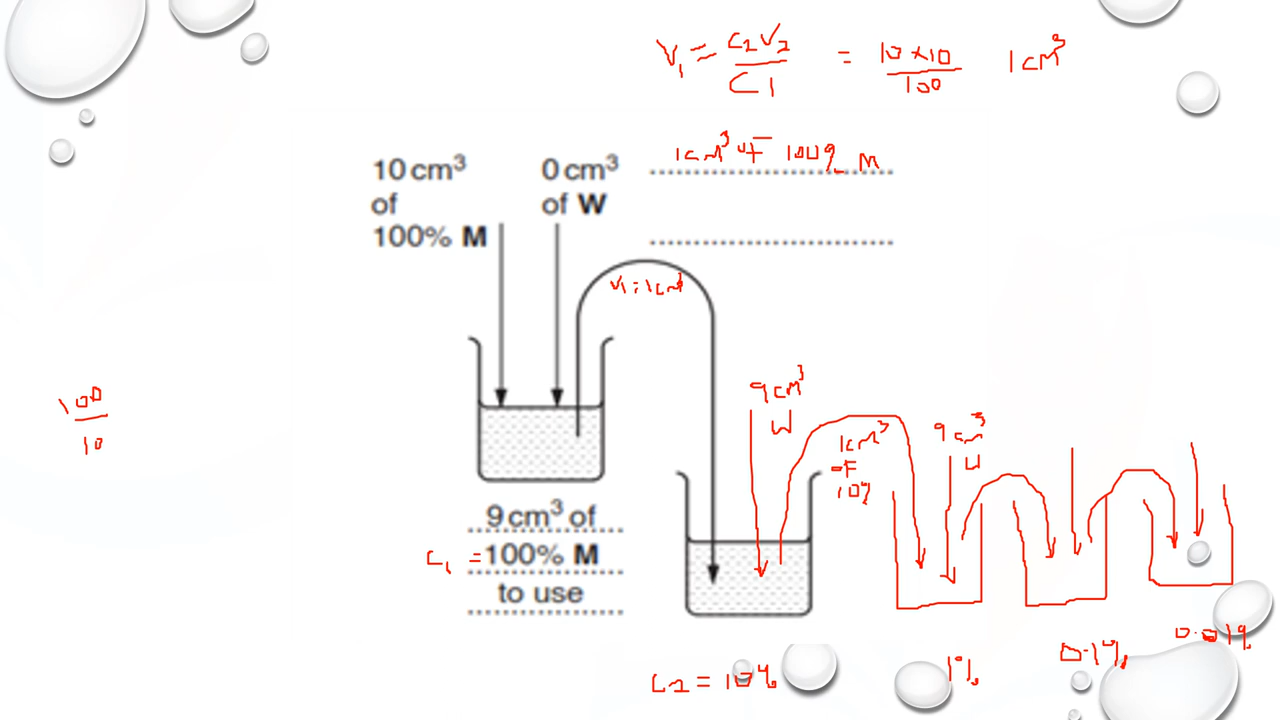 V₁ = C₂V₂ / C1 = 10 × 10 / 100 1cm³
10 cm³
of
100% M
0 cm³
of W
1cm³ of 100% M
V₁ = 1cm³
100 / 10
9cm³
W
1cm³
of
10%
9cm³
W
9 cm³ of
C₁ = 100% M
to use
C2 = 10%
1%
0.1%
0.01%